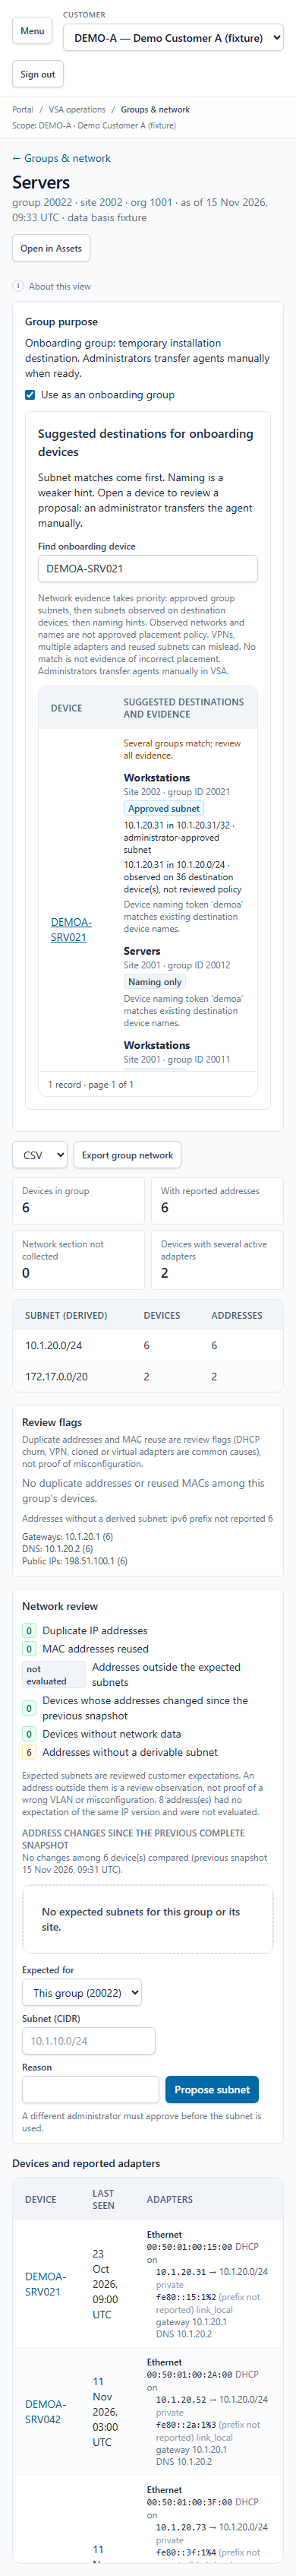 Menu
CUSTOMER
DEMO-A — Demo Customer A (fixture)
Sign out
Portal / VSA operations / Groups & network
Scope: DEMO-A · Demo Customer A (fixture)
← Groups & network
Servers
group 20022 · site 2002 · org 1001 · as of 15 Nov 2026,
09:33 UTC · data basis fixture
Open in Assets
i About this view
Group purpose
Onboarding group: temporary installation
destination. Administrators transfer agents manually
when ready.
Use as an onboarding group
Suggested destinations for onboarding
devices
Subnet matches come first. Naming is a
weaker hint. Open a device to review a
proposal; an administrator transfers the agent
manually.
Find onboarding device
DEMOA-SRV021
Network evidence takes priority: approved group
subnets, then subnets observed on destination
devices, then naming hints. Observed networks and
names are not approved placement policy. VPNs,
multiple adapters and reused subnets can mislead. No
match is not evidence of incorrect placement.
Administrators transfer agents manually in VSA.
DEVICE
SUGGESTED DESTINATIONS
AND EVIDENCE
Several groups match; review
all evidence.
Workstations
Site 2002 · group ID 20021
Approved subnet
10.1.20.31 in 10.1.20.31/32 ·
administrator-approved
subnet
10.1.20.31 in 10.1.20.0/24 ·
observed on 36 destination
device(s), not reviewed policy
Device naming token 'demoa'
matches existing destination
device names.
DEMOA-
SRV021
Servers
Site 2001 · group ID 20012
Naming only
Device naming token 'demoa'
matches existing destination
device names.
Workstations
Site 2001 · group ID 20011
1 record · page 1 of 1
CSV
Export group network
Devices in group
6
With reported addresses
6
Network section not
collected
0
Devices with several active
adapters
2
SUBNET (DERIVED) DEVICES ADDRESSES
10.1.20.0/24 6 6
172.17.0.0/20 2 2
Review flags
Duplicate addresses and MAC reuse are review flags (DHCP
churn, VPN, cloned or virtual adapters are common causes),
not proof of misconfiguration.
No duplicate addresses or reused MACs among this
group's devices.
Addresses without a derived subnet: ipv6 prefix not reported 6
Gateways: 10.1.20.1 (6)
DNS: 10.1.20.2 (6)
Public IPs: 198.51.100.1 (6)
Network review
0 Duplicate IP addresses
0 MAC addresses reused
not
evaluated
Addresses outside the expected
subnets
0 Devices whose addresses changed since the
previous snapshot
0 Devices without network data
6 Addresses without a derivable subnet
Expected subnets are reviewed customer expectations. An
address outside them is a review observation, not proof of a
wrong VLAN or misconfiguration. 8 address(es) had no
expectation of the same IP version and were not evaluated.
ADDRESS CHANGES SINCE THE PREVIOUS COMPLETE
SNAPSHOT
No changes among 6 device(s) compared (previous snapshot
15 Nov 2026, 09:31 UTC).
No expected subnets for this group or its
site.
Expected for
This group (20022)
Subnet (CIDR)
10.1.10.0/24
Reason
Propose subnet
A different administrator must approve before the subnet is
used.
Devices and reported adapters
DEVICE
LAST
SEEN
ADAPTERS
DEMOA-
SRV021
23
Oct
2026,
09:00
UTC
Ethernet
00:50:01:00:15:00 DHCP
on
10.1.20.31 → 10.1.20.0/24
private
fe80::15:1%2 (prefix not
reported) link_local
gateway 10.1.20.1
DNS 10.1.20.2
DEMOA-
SRV042
11
Nov
2026,
03:00
UTC
Ethernet
00:50:01:00:2A:00 DHCP
on
10.1.20.52 → 10.1.20.0/24
private
fe80::2a:1%3 (prefix not
reported) link_local
gateway 10.1.20.1
DNS 10.1.20.2
11
Ethernet
00:50:01:00:3F:00 DHCP
on
10.1.20.73 → 10.1.20.0/24
private
fe80::3f:1%4 (prefix not